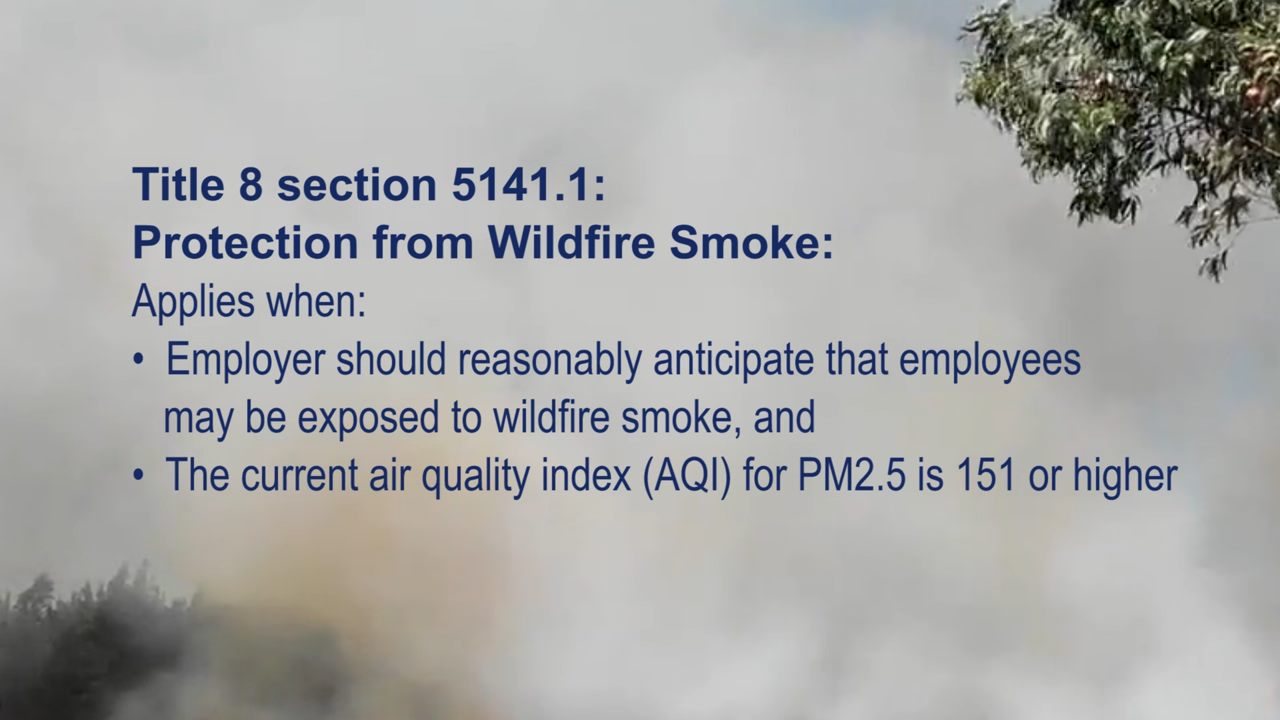 Title 8 section 5141.1:
Protection from Wildfire Smoke:
Applies when:
• Employer should reasonably anticipate that employees
may be exposed to wildfire smoke, and
• The current air quality index (AQI) for PM2.5 is 151 or higher